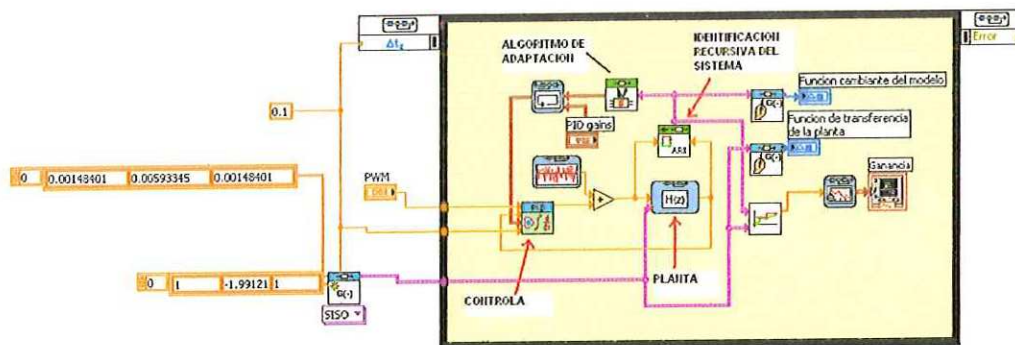 Δt
Error
ALGORITMO DE
ADAPTACION
IDENTIFICACION
RECURSIVA DEL
SISTEMA
Funcion cambiante del modelo
0.1
PID gains
Funcion de transferencia
de la planta
ARX
0 0.00148401 0.00593345 0.00148401
PWM
Ganancia
H(z)
0 1 -1.99121 1
G(·)
SISO
CONTROLA
PLANTA